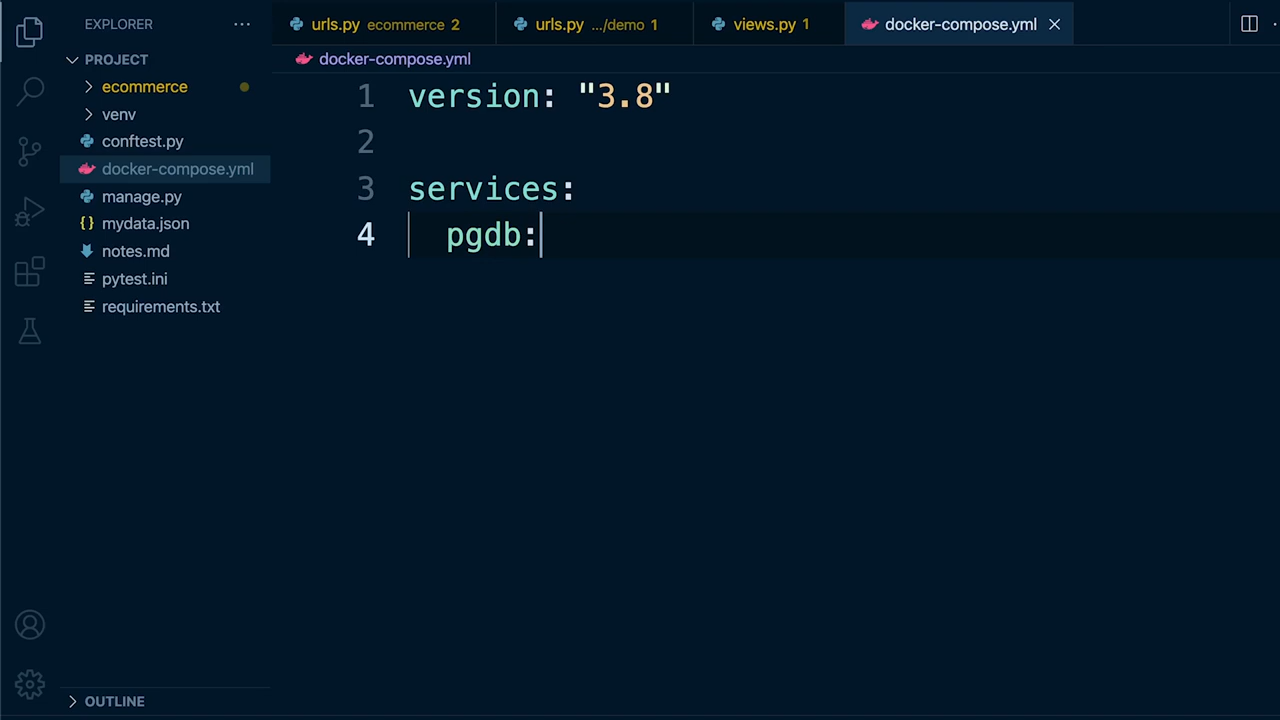 EXPLORER
PROJECT
ecommerce
venv
conftest.py
docker-compose.yml
manage.py
mydata.json
notes.md
pytest.ini
requirements.txt
OUTLINE
urls.py ecommerce 2
urls.py .../demo 1
views.py 1
docker-compose.yml
docker-compose.yml
1 version: "3.8"
2
3 services:
4 pgdb: